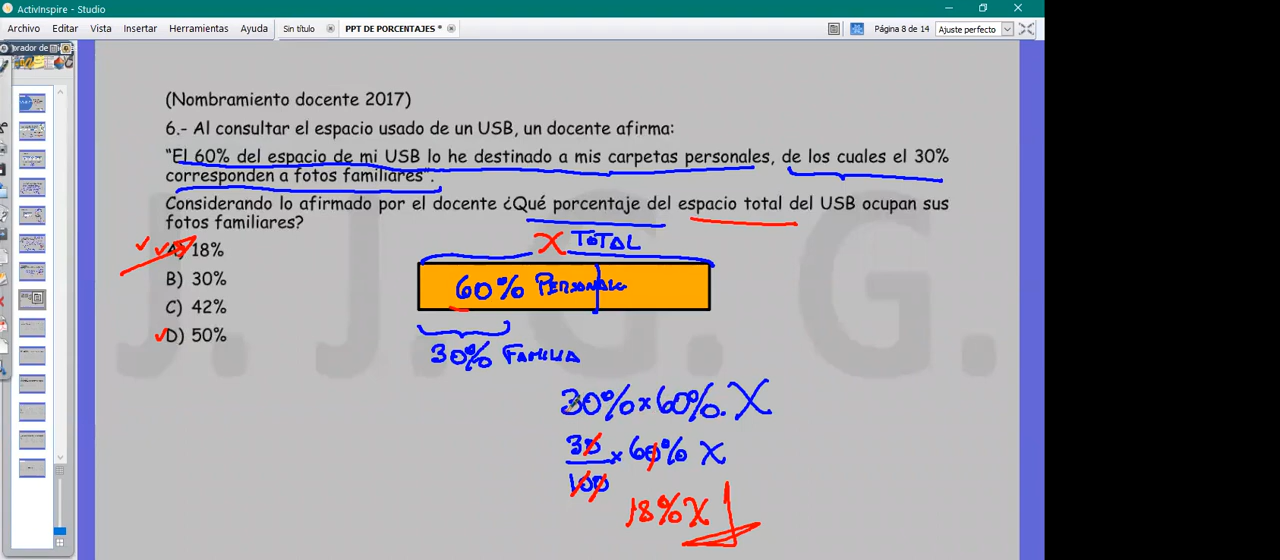 ActivInspire - Studio
Archivo Editar Vista Insertar Herramientas Ayuda Sin título PPT DE PORCENTAJES * Página 8 de 14 Ajuste perfecto
(Nombramiento docente 2017)
6.- Al consultar el espacio usado de un USB, un docente afirma:
“El 60% del espacio de mi USB lo he destinado a mis carpetas personales, de los cuales el 30%
corresponden a fotos familiares”.
Considerando lo afirmado por el docente ¿Qué porcentaje del espacio total del USB ocupan sus
fotos familiares?
A) 18%
B) 30%
C) 42%
D) 50%
X TOTAL
60%
30% FAMILIA
30% x 60%. X
30/100 x 60% X
18% X
J. J. G. G.